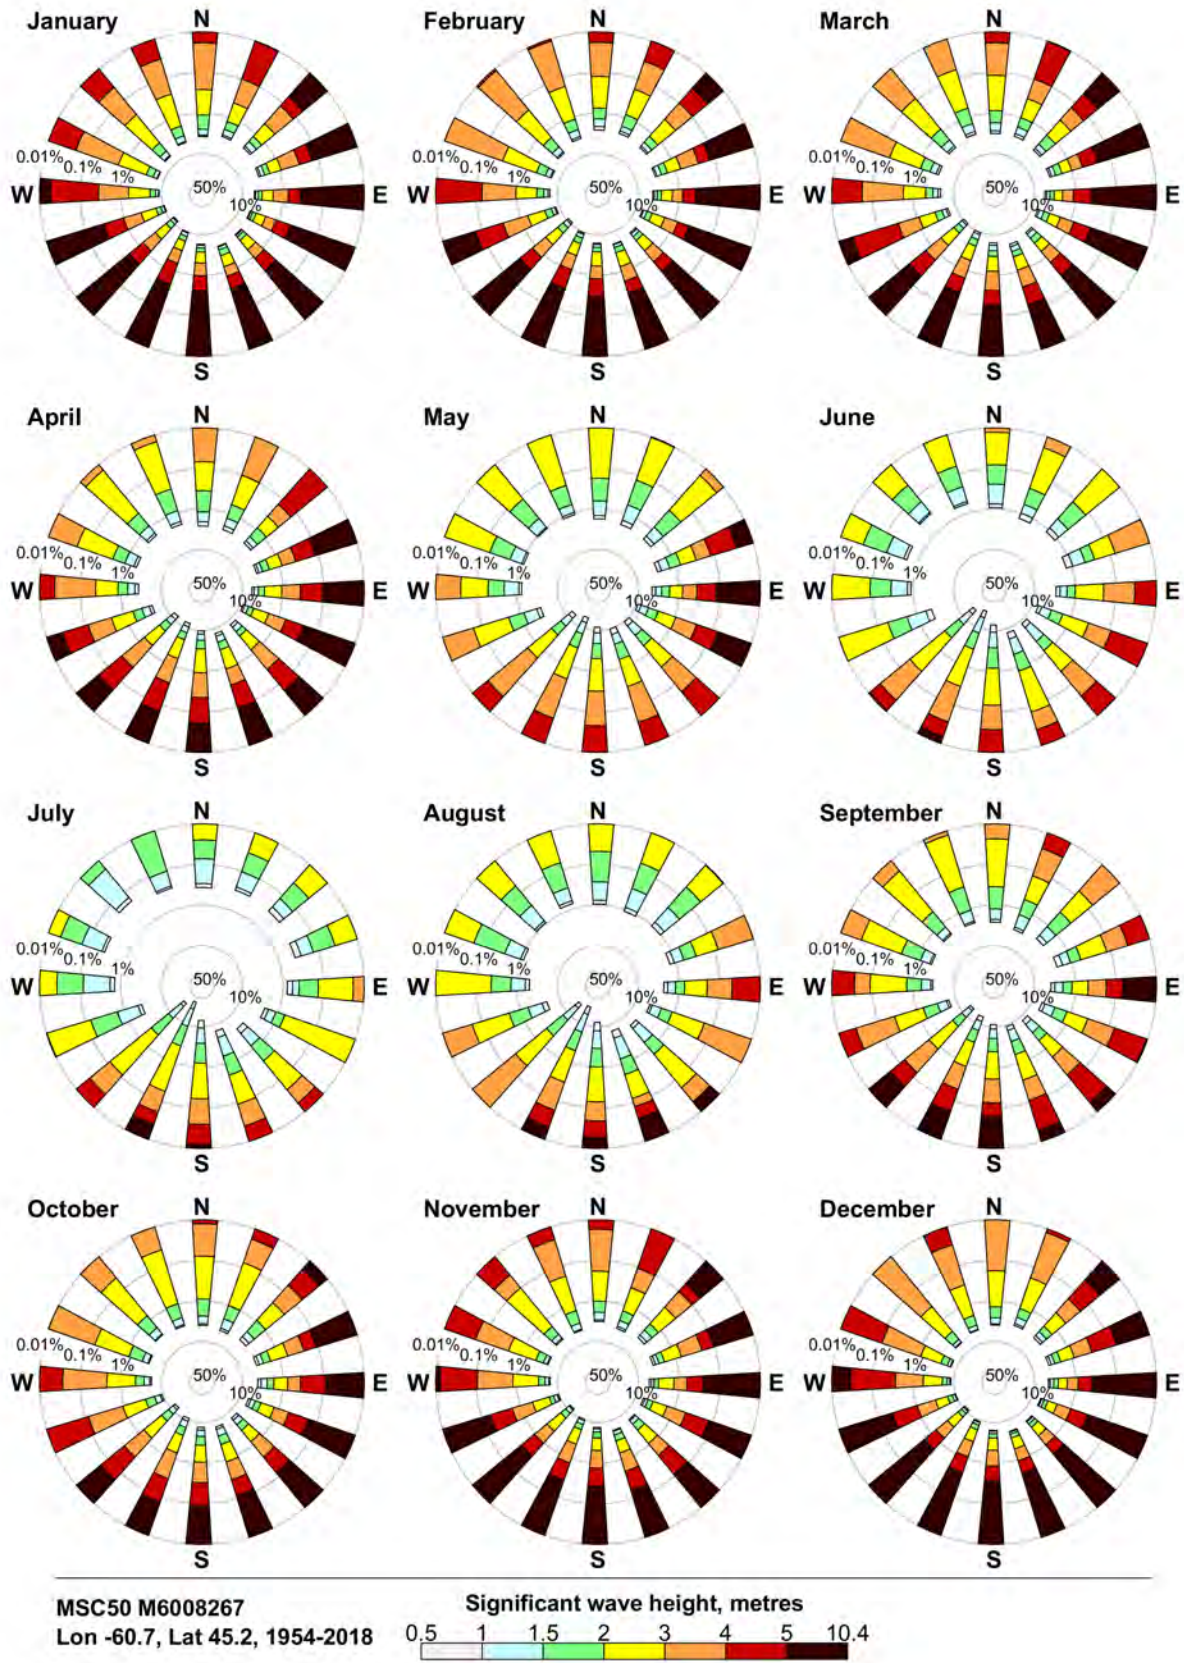 January
N
0.01%
0.1%
1%
50%
10%
W
E
S
February
N
0.01%
0.1%
1%
50%
10%
W
E
S
March
N
0.01%
0.1%
1%
50%
10%
W
E
S
April
N
0.01%
0.1%
1%
50%
10%
W
E
S
May
N
0.01%
0.1%
1%
50%
10%
W
E
S
June
N
0.01%
0.1%
1%
50%
10%
W
E
S
July
N
0.01%
0.1%
1%
50%
10%
W
E
S
August
N
0.01%
0.1%
1%
50%
10%
W
E
S
September
N
0.01%
0.1%
1%
50%
10%
W
E
S
October
N
0.01%
0.1%
1%
50%
10%
W
E
S
November
N
0.01%
0.1%
1%
50%
10%
W
E
S
December
N
0.01%
0.1%
1%
50%
10%
W
E
S
MSC50 M6008267
Lon -60.7, Lat 45.2, 1954-2018
Significant wave height, metres
0.5 1 1.5 2 3 4 5 10.4